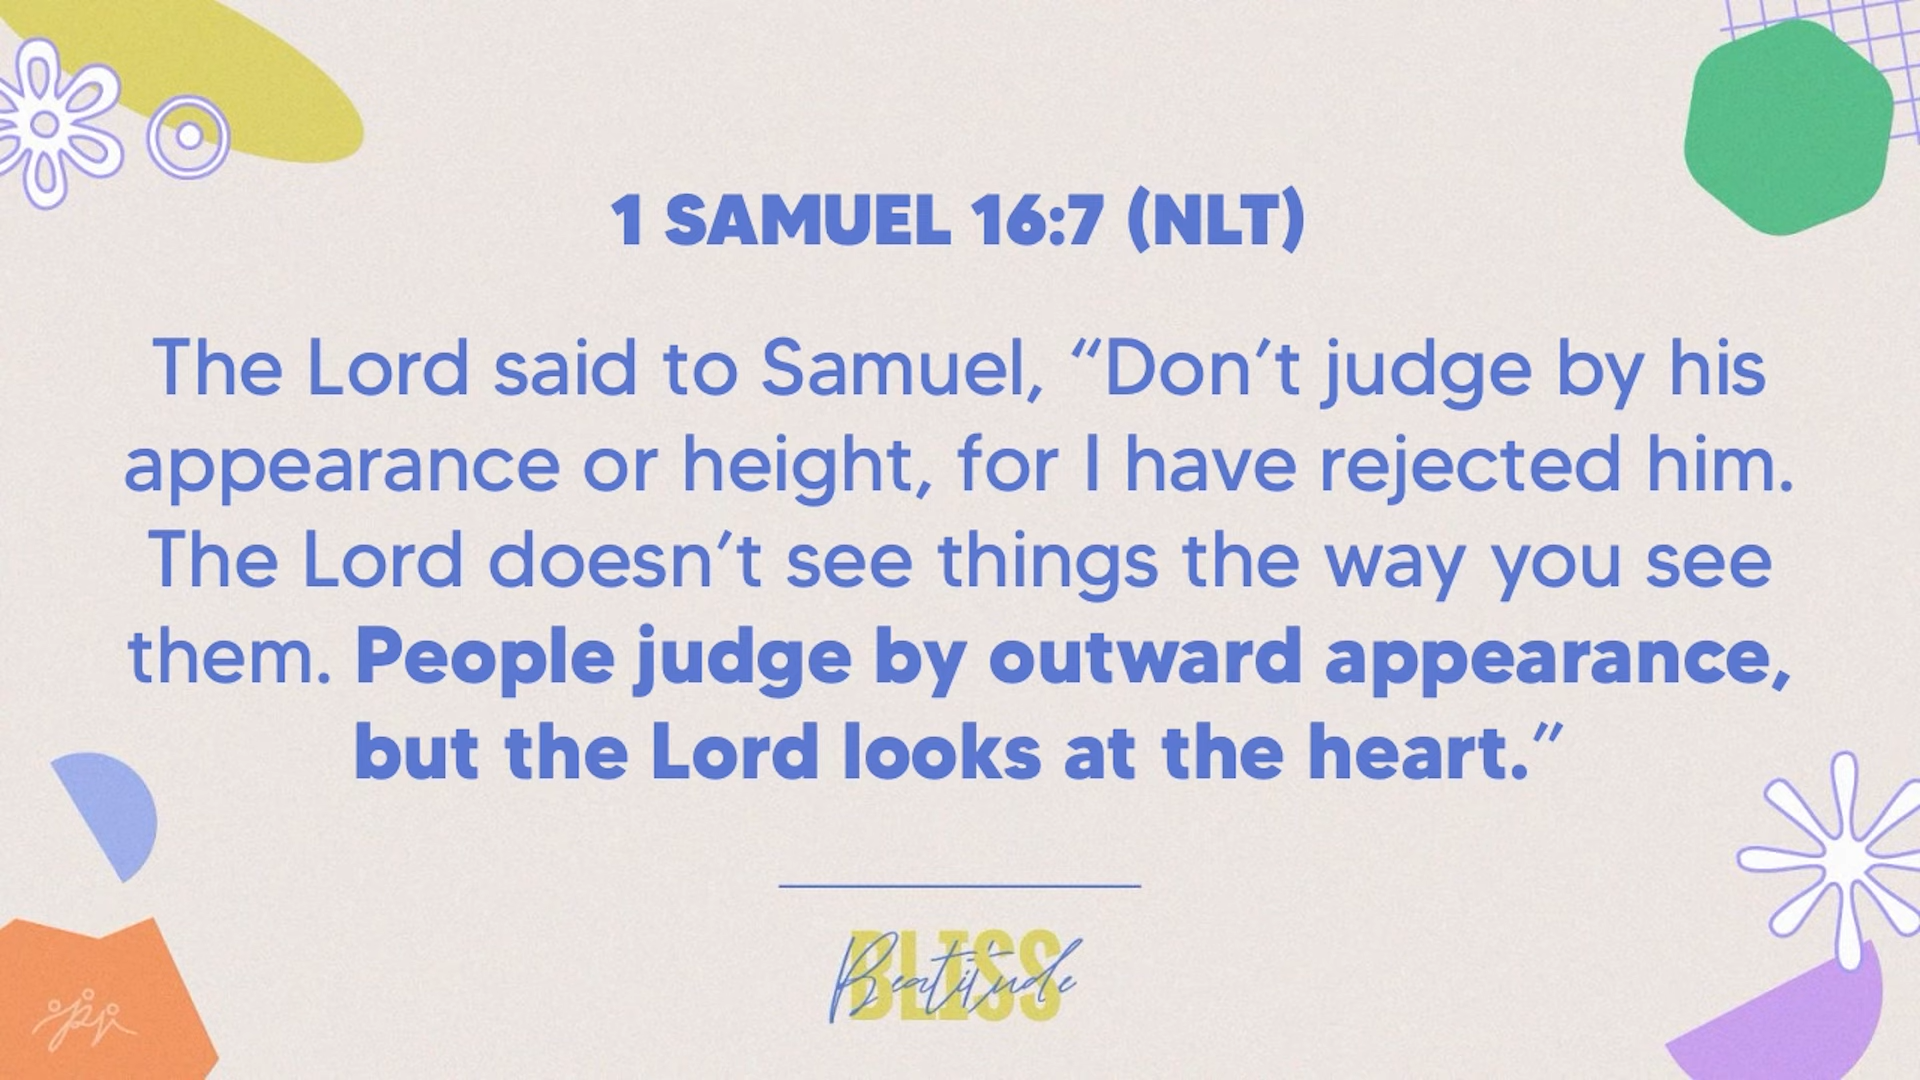 1 SAMUEL 16:7 (NLT)
The Lord said to Samuel, “Don’t judge by his
appearance or height, for I have rejected him.
The Lord doesn’t see things the way you see
them. People judge by outward appearance,
but the Lord looks at the heart.”
BLISS
Beatitude